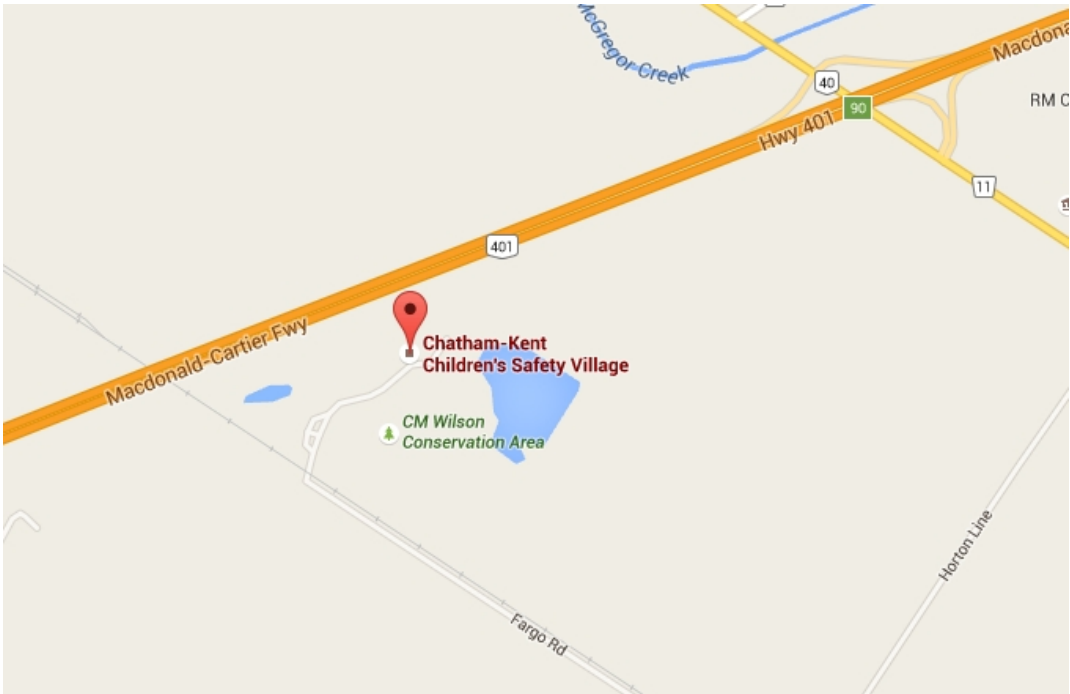 McGregor Creek
40
90
Macdona
Hwy 401
RM C
11
401
Macdonald-Cartier Fwy
Chatham-Kent
Children's Safety Village
CM Wilson
Conservation Area
Horton Line
Fargo Rd